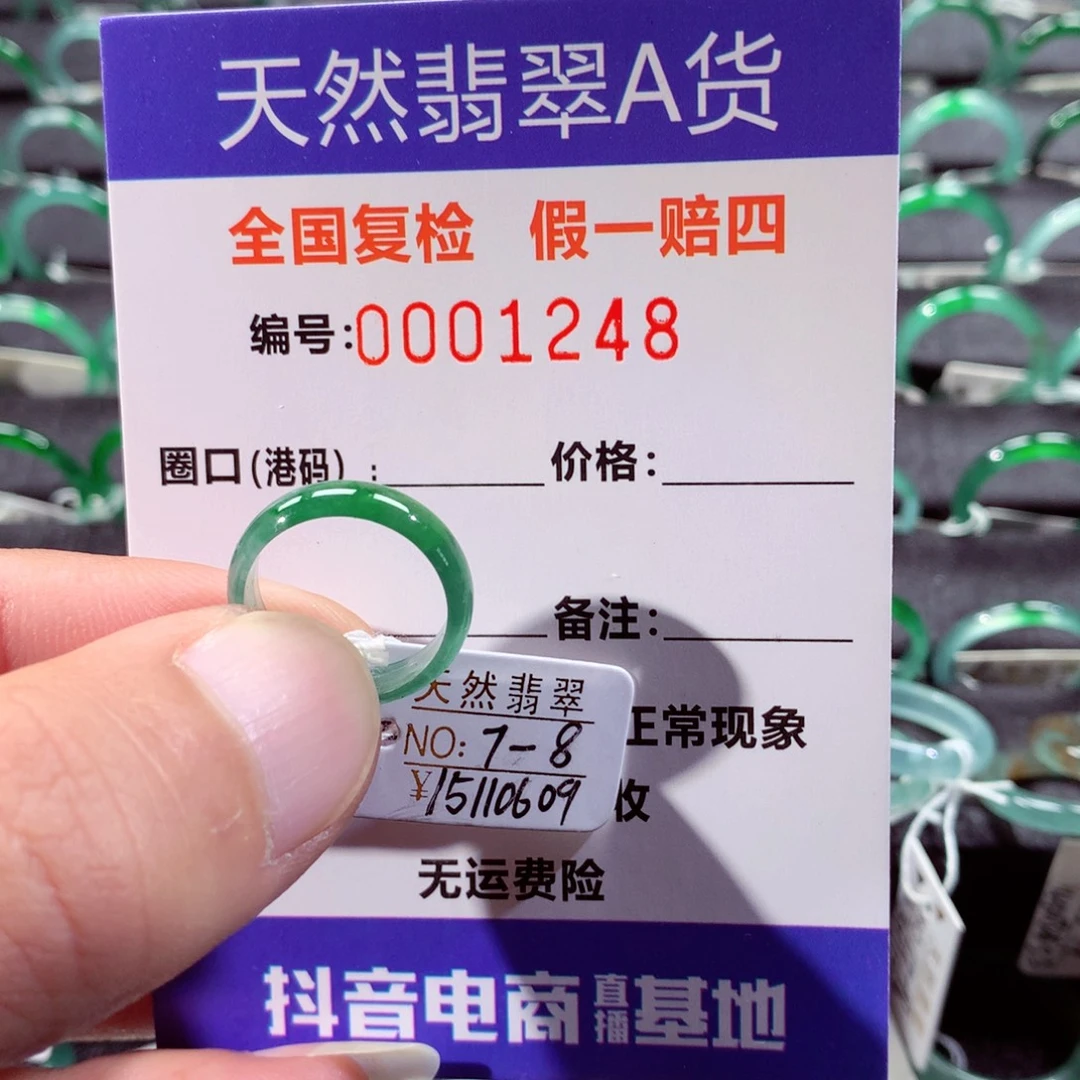 天然翡翠A货
全国复检 假一赔四
编号:0001248
圈口(港码):
价格:
备注:
天然翡翠
NO:7-8
¥15110609
正常现象
收
无运费险
抖音电商直播基地